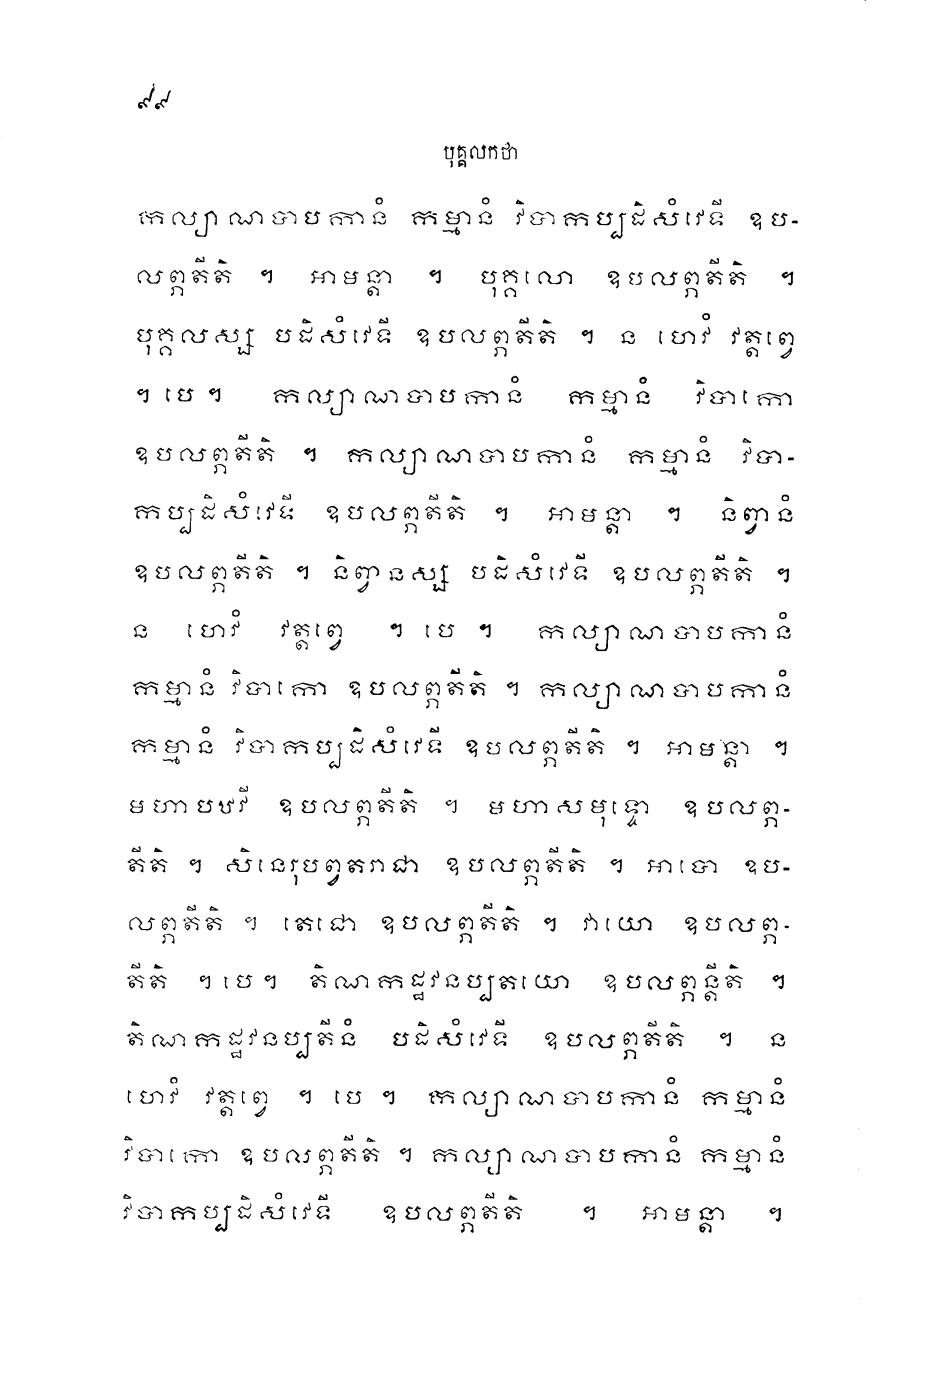 ៩៩
បុគ្គលកថា
កល្យាណបាបកានំ កម្មានំ វិបាកប្បដិសំវេទី ឧប-
លព្ភតីតិ ។ អាមន្តា ។ បុគ្គលោ ឧបលព្ភតីតិ ។
បុគ្គលស្ស បដិសំវេទី ឧបលព្ភតីតិ ។ ន ហេវំ វត្តព្វេ
។ បេ ។ កល្យាណបាបកានំ កម្មានំ វិបាកោ
ឧបលព្ភតីតិ ។ កល្យាណបាបកានំ កម្មានំ វិបា-
កប្បដិសំវេទី ឧបលព្ភតីតិ ។ អាមន្តា ។ និព្វានំ
ឧបលព្ភតីតិ ។ និព្វានស្ស បដិសំវេទី ឧបលព្ភតីតិ ។
ន ហេវំ វត្តព្វេ ។ បេ ។ កល្យាណបាបកានំ
កម្មានំ វិបាកោ ឧបលព្ភតីតិ ។ កល្យាណបាបកានំ
កម្មានំ វិបាកប្បដិសំវេទី ឧបលព្ភតីតិ ។ អាមន្តា ។
មហាបឋវី ឧបលព្ភតីតិ ។ មហាសមុទ្ទោ ឧបលព្ភ-
តីតិ ។ សិនេរុបព្វតរាជា ឧបលព្ភតីតិ ។ អាបោ ឧប-
លព្ភតីតិ ។ តេជោ ឧបលព្ភតីតិ ។ វាយោ ឧបលព្ភ-
តីតិ ។ បេ ។ តិណកដ្ឋវនប្បតយោ ឧបលព្ភន្តីតិ ។
តិណកដ្ឋវនប្បតីនំ បដិសំវេទី ឧបលព្ភតីតិ ។ ន
ហេវំ វត្តព្វេ ។ បេ ។ កល្យាណបាបកានំ កម្មានំ
វិបាកោ ឧបលព្ភតីតិ ។ កល្យាណបាបកានំ កម្មានំ
វិបាកប្បដិសំវេទី ឧបលព្ភតីតិ ។ អាមន្តា ។